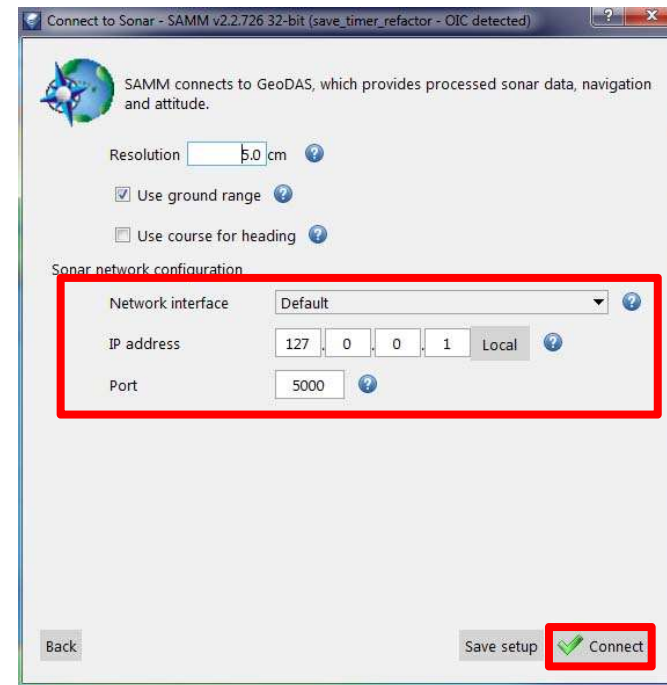 Connect to Sonar - SAMM v2.2.726 32-bit (save_timer_refactor - OIC detected)
SAMM connects to GeoDAS, which provides processed sonar data, navigation
and attitude.
Resolution 5.0 cm ?
Use ground range ?
Use course for heading ?
Sonar network configuration
Network interface Default ?
IP address 127 . 0 . 0 . 1 Local ?
Port 5000 ?
Back Save setup Connect